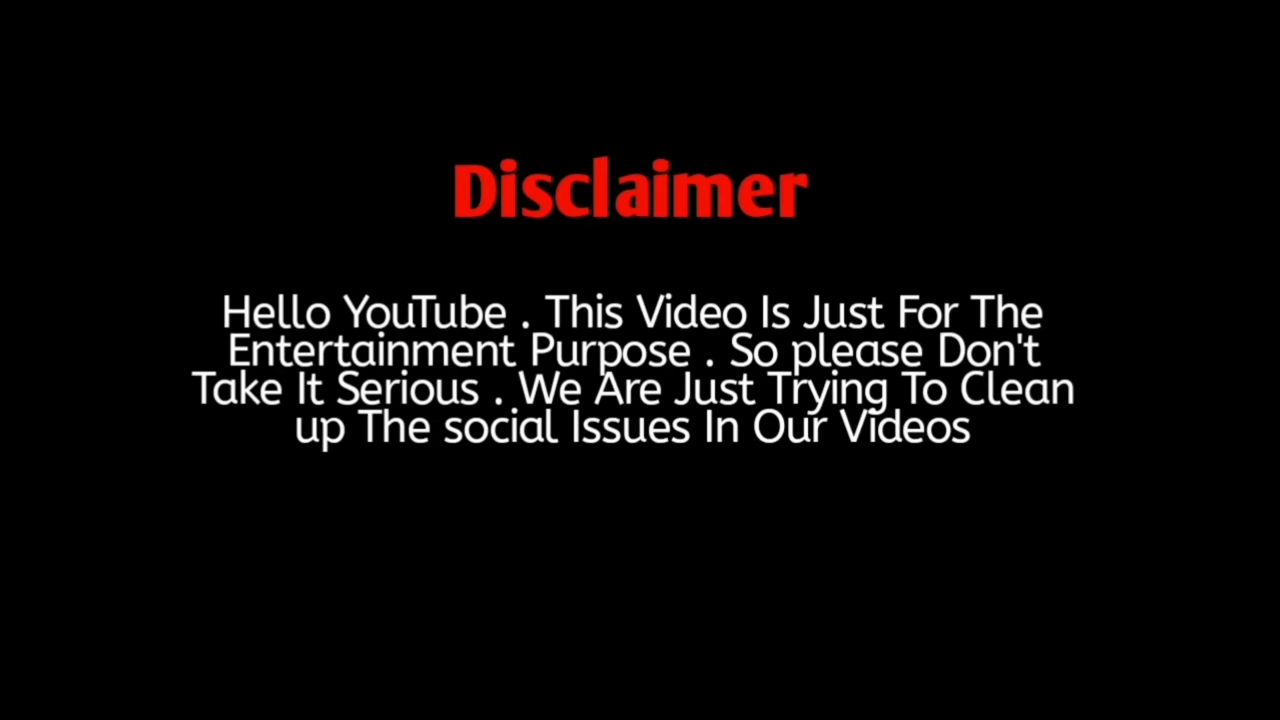 Disclaimer
Hello YouTube . This Video Is Just For The
Entertainment Purpose . So please Don't
Take It Serious . We Are Just Trying To Clean
up The social Issues In Our Videos